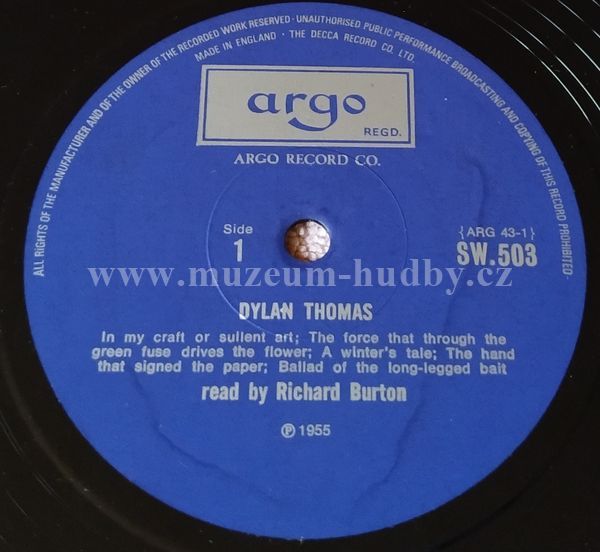 ALL RIGHTS OF THE MANUFACTURER AND OF THE OWNER OF THE RECORDED WORK RESERVED · UNAUTHORISED PUBLIC PERFORMANCE BROADCASTING AND COPYING OF THIS RECORD PROHIBITED ·
MADE IN ENGLAND · THE DECCA RECORD CO. LTD.
argo
REGD.
ARGO RECORD CO.
Side
1
{ARG 43-1}
SW.503
www.muzeum-hudby.cz
DYLAN THOMAS
In my craft or sullent art; The force that through the
green fuse drives the flower; A winter's tale; The hand
that signed the paper; Ballad of the long-legged bait
read by Richard Burton
℗ 1955